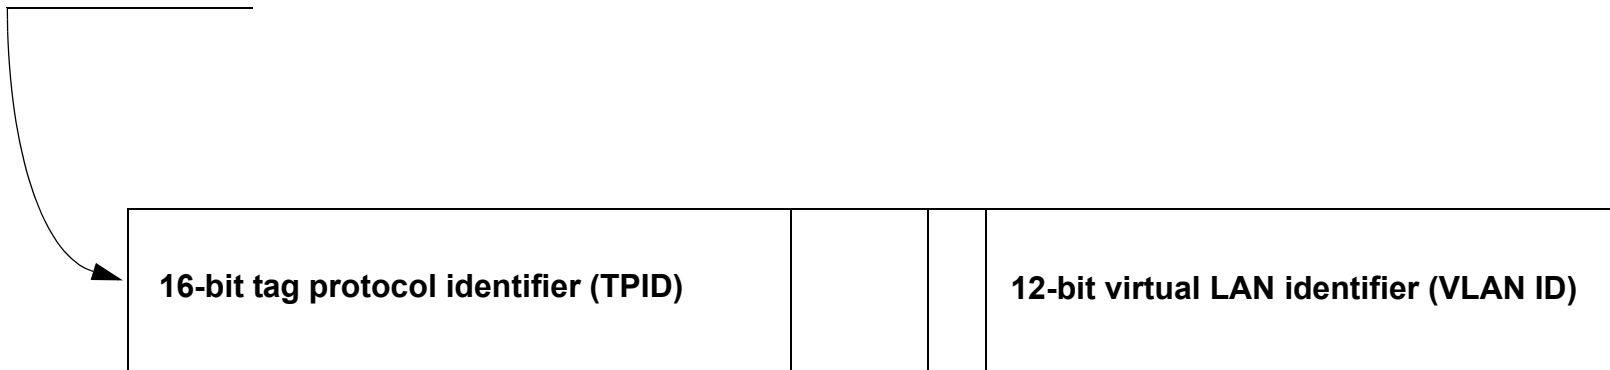 16-bit tag protocol identifier (TPID)
12-bit virtual LAN identifier (VLAN ID)